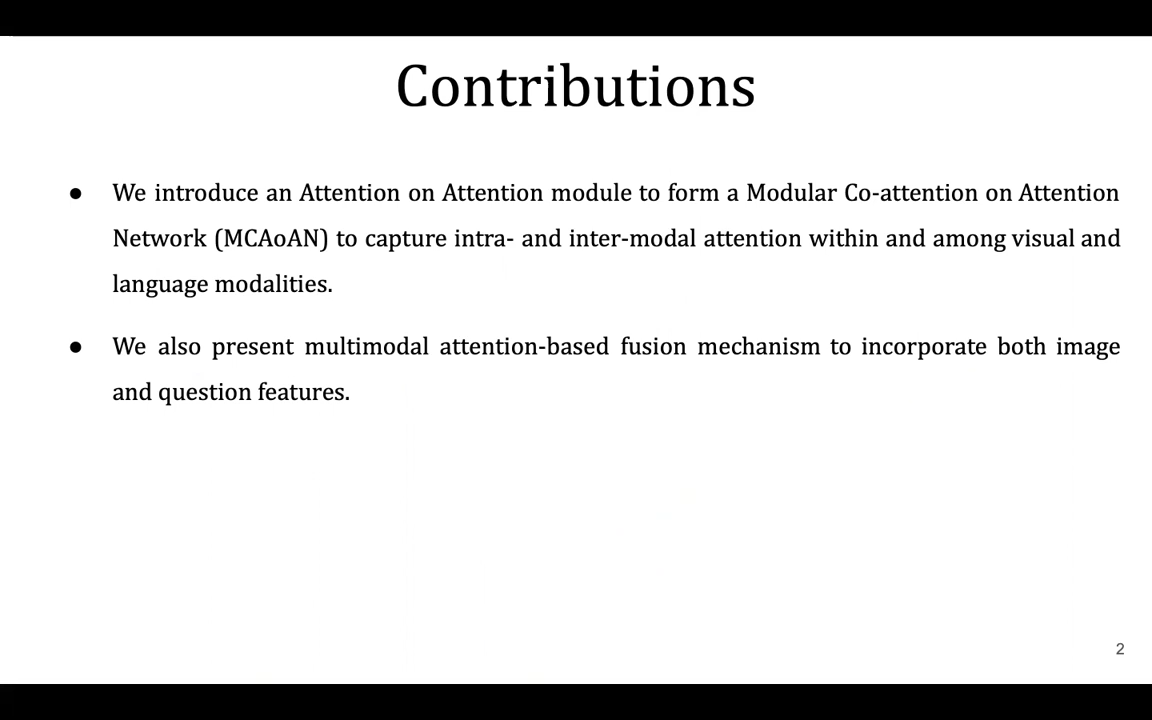 Contributions
● We introduce an Attention on Attention module to form a Modular Co-attention on Attention
Network (MCAoAN) to capture intra- and inter-modal attention within and among visual and
language modalities.
● We also present multimodal attention-based fusion mechanism to incorporate both image
and question features.
2